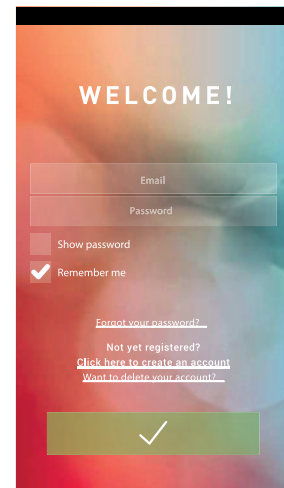 WELCOME!
Email
Password
Show password
Remember me
Forgot your password?
Not yet registered?
Click here to create an account
Want to delete your account?